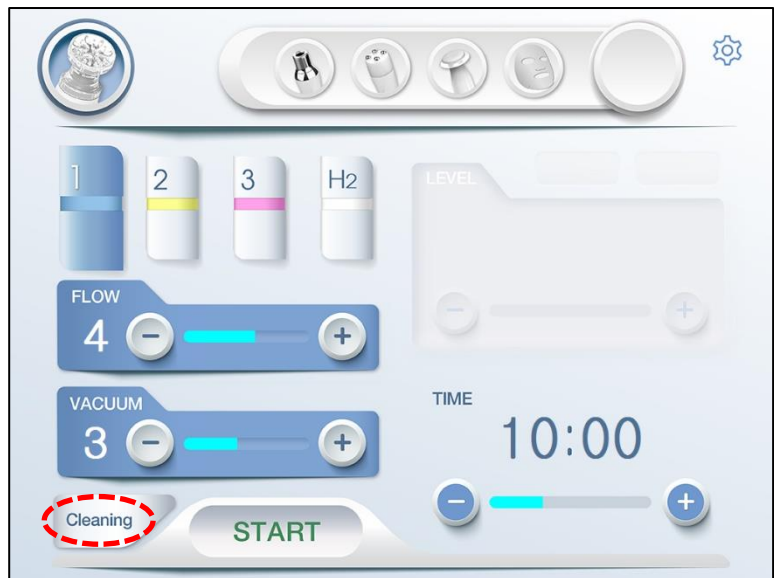 1
2
3
H2
LEVEL
FLOW
4
VACUUM
3
TIME
10:00
Cleaning
START